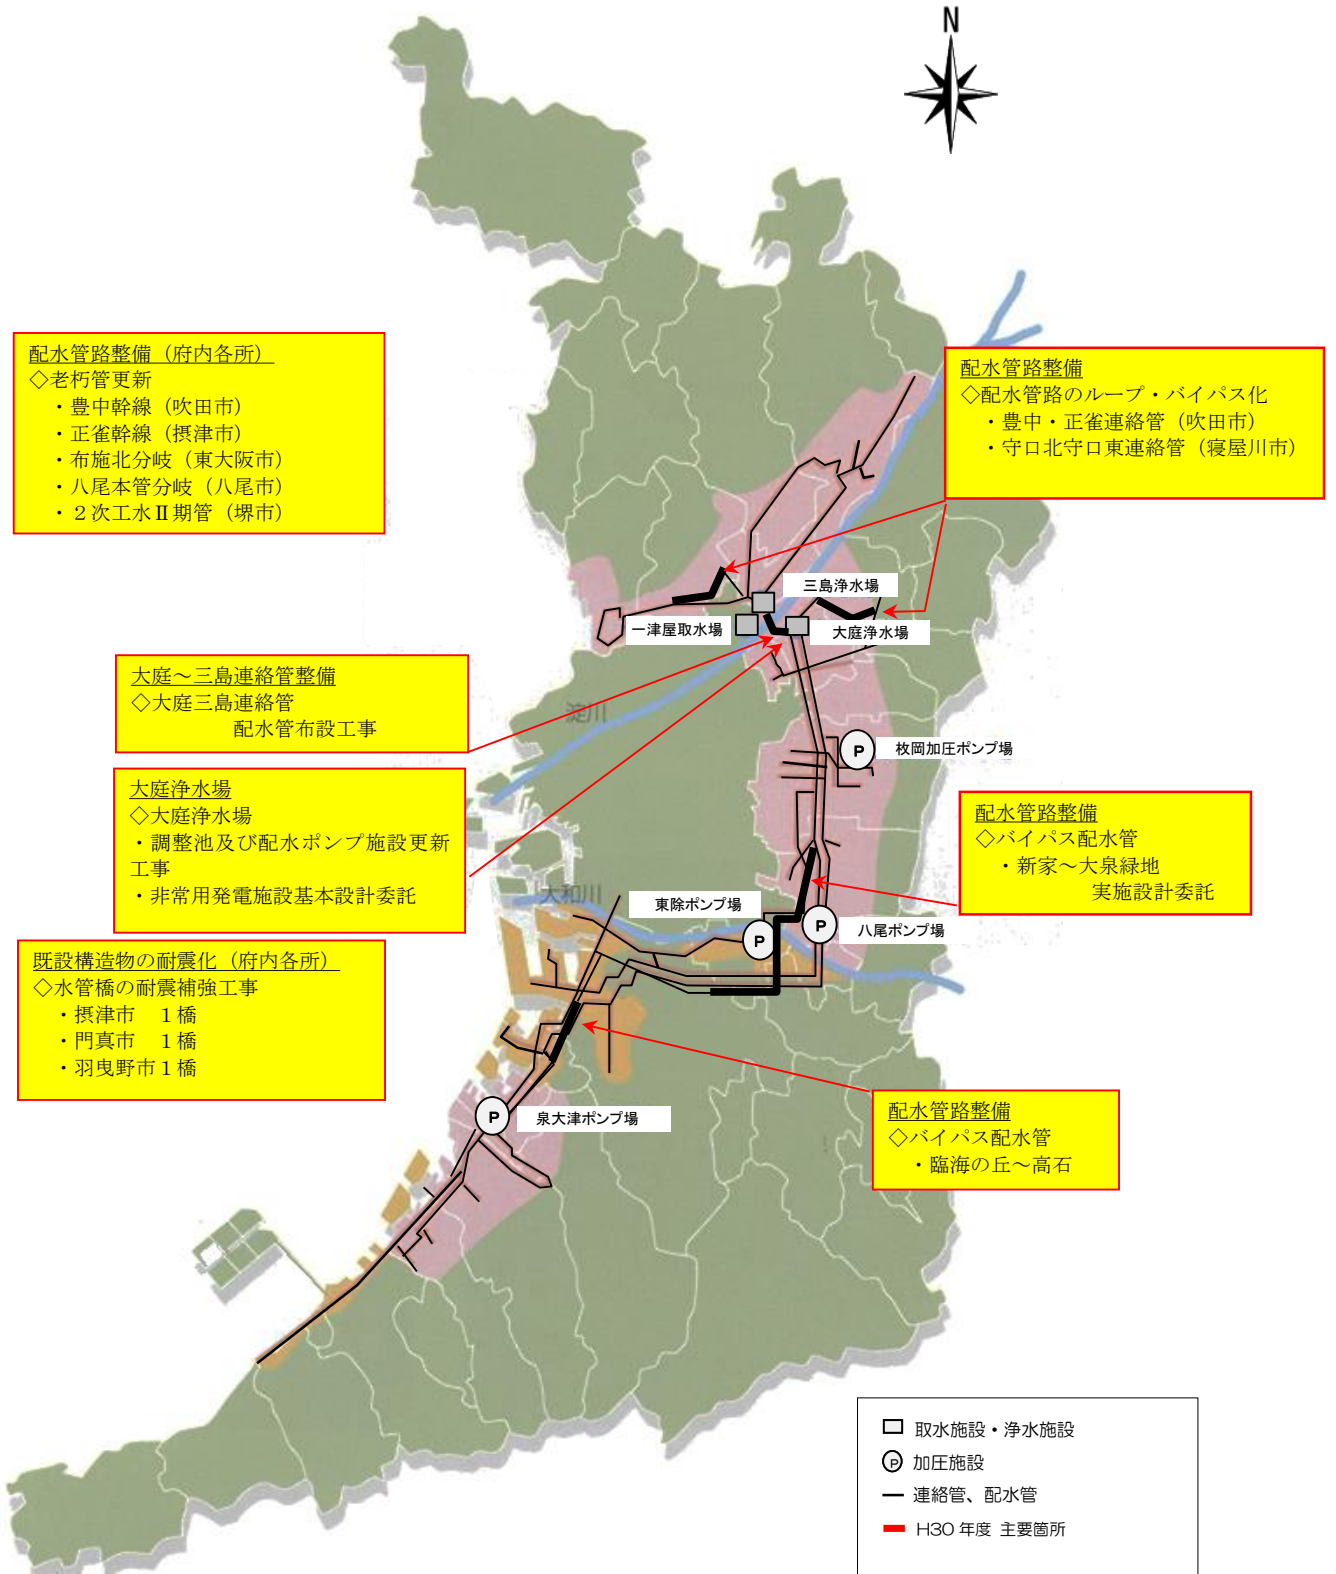 N
配水管路整備（府内各所）
◇老朽管更新
・豊中幹線（吹田市）
・正雀幹線（摂津市）
・布施北分岐（東大阪市）
・八尾本管分岐（八尾市）
・２次工水Ⅱ期管（堺市）
配水管路整備
◇配水管路のループ・バイパス化
・豊中・正雀連絡管（吹田市）
・守口北守口東連絡管（寝屋川市）
三島浄水場
一津屋取水場
大庭浄水場
大庭～三島連絡管整備
◇大庭三島連絡管
配水管布設工事
淀川
P
枚岡加圧ポンプ場
大庭浄水場
◇大庭浄水場
・調整池及び配水ポンプ施設更新
工事
・非常用発電施設基本設計委託
配水管路整備
◇バイパス配水管
・新家～大泉緑地
実施設計委託
大和川
東除ポンプ場
P
P
八尾ポンプ場
既設構造物の耐震化（府内各所）
◇水管橋の耐震補強工事
・摂津市　１橋
・門真市　１橋
・羽曳野市１橋
配水管路整備
◇バイパス配水管
・臨海の丘～高石
P
泉大津ポンプ場
取水施設・浄水施設
P 加圧施設
連絡管、配水管
H30 年度 主要箇所